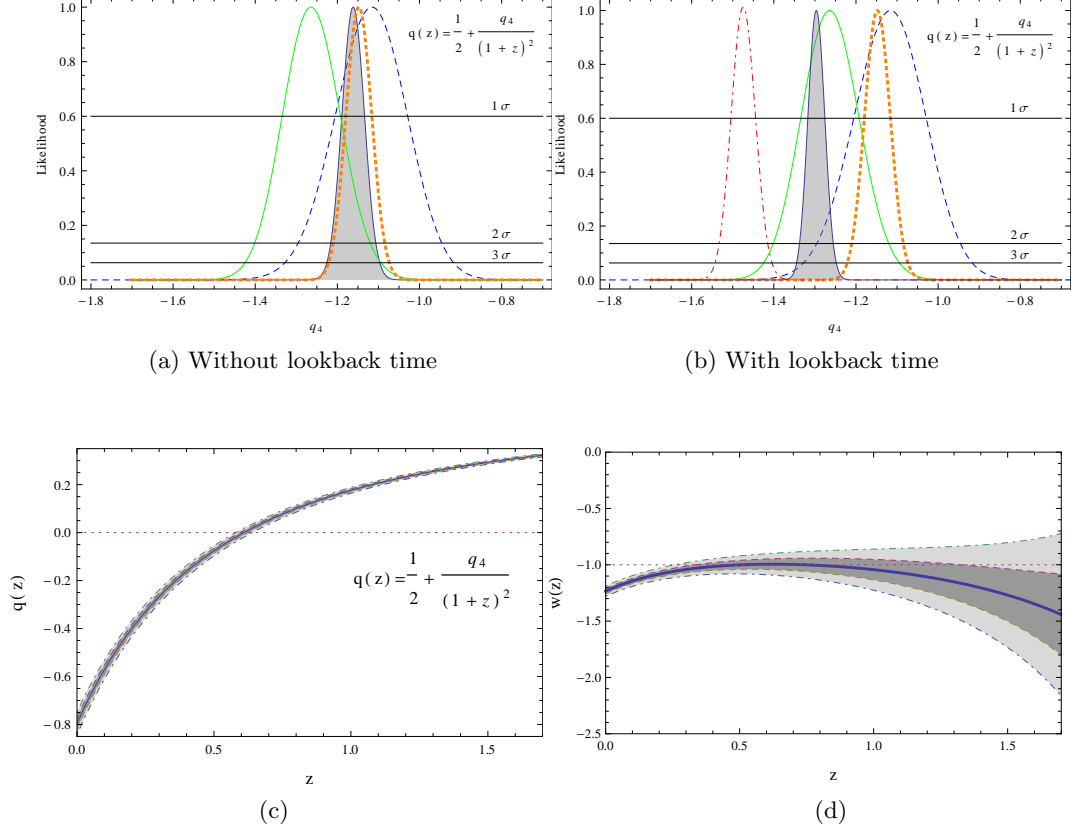 1.0
0.8
0.6
0.4
0.2
0.0
Likelihood
q(z)=1/2+q4/(1+z)^2
1 σ
2 σ
3 σ
−1.8 −1.6 −1.4 −1.2 −1.0 −0.8
q4
(a) Without lookback time
1.0
0.8
0.6
0.4
0.2
0.0
Likelihood
q(z)=1/2+q4/(1+z)^2
1 σ
2 σ
3 σ
−1.8 −1.6 −1.4 −1.2 −1.0 −0.8
q4
(b) With lookback time
0.2
0.0
−0.2
−0.4
−0.6
−0.8
q(z)
q(z)=1/2+q4/(1+z)^2
0.0 0.5 1.0 1.5
z
(c)
0.0
−0.5
−1.0
−1.5
−2.0
−2.5
w(z)
0.0 0.5 1.0 1.5
z
(d)